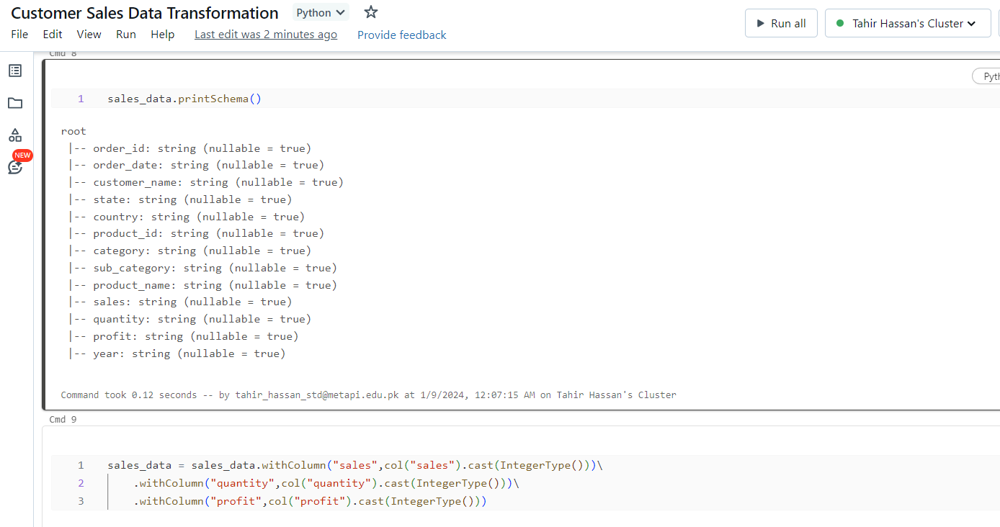 Customer Sales Data Transformation Python
File Edit View Run Help Last edit was 2 minutes ago Provide feedback
Run all Tahir Hassan's Cluster
Cmd 8
NEW
1 sales_data.printSchema()
root
|-- order_id: string (nullable = true)
|-- order_date: string (nullable = true)
|-- customer_name: string (nullable = true)
|-- state: string (nullable = true)
|-- country: string (nullable = true)
|-- product_id: string (nullable = true)
|-- category: string (nullable = true)
|-- sub_category: string (nullable = true)
|-- product_name: string (nullable = true)
|-- sales: string (nullable = true)
|-- quantity: string (nullable = true)
|-- profit: string (nullable = true)
|-- year: string (nullable = true)
Command took 0.12 seconds -- by tahir_hassan_std@metapi.edu.pk at 1/9/2024, 12:07:15 AM on Tahir Hassan's Cluster
Cmd 9
1 sales_data = sales_data.withColumn("sales",col("sales").cast(IntegerType()))\
2 .withColumn("quantity",col("quantity").cast(IntegerType()))\
3 .withColumn("profit",col("profit").cast(IntegerType()))